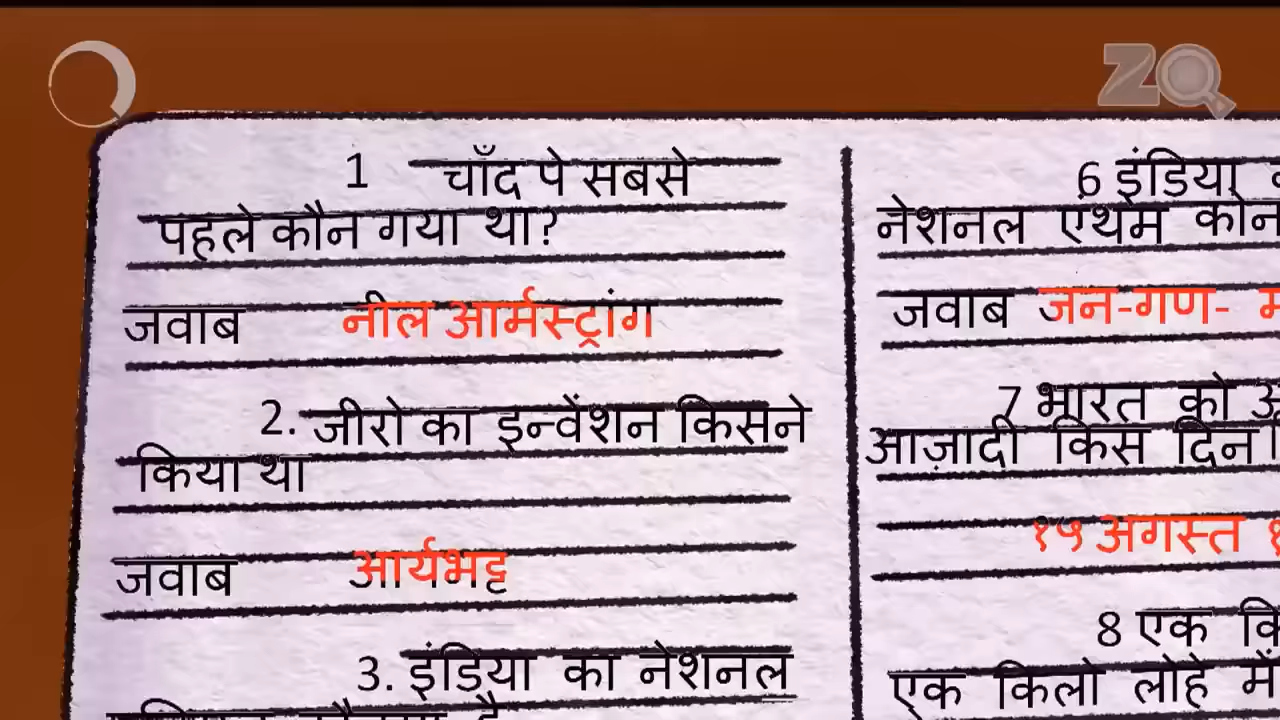 ZQ
1 चाँद पे सबसे
पहले कौन गया था?
जवाब नील आर्मस्ट्रांग
2. जीरो का इन्वेंशन किसने
किया था
जवाब आर्यभट्ट
3. इंडिया का नेशनल
6 इंडिया
नेशनल एंथम कोन
जवाब जन-गण-
7 भारत को
आज़ादी किस दिन
१५ अगस्त
8 एक
एक किलो लोहे में